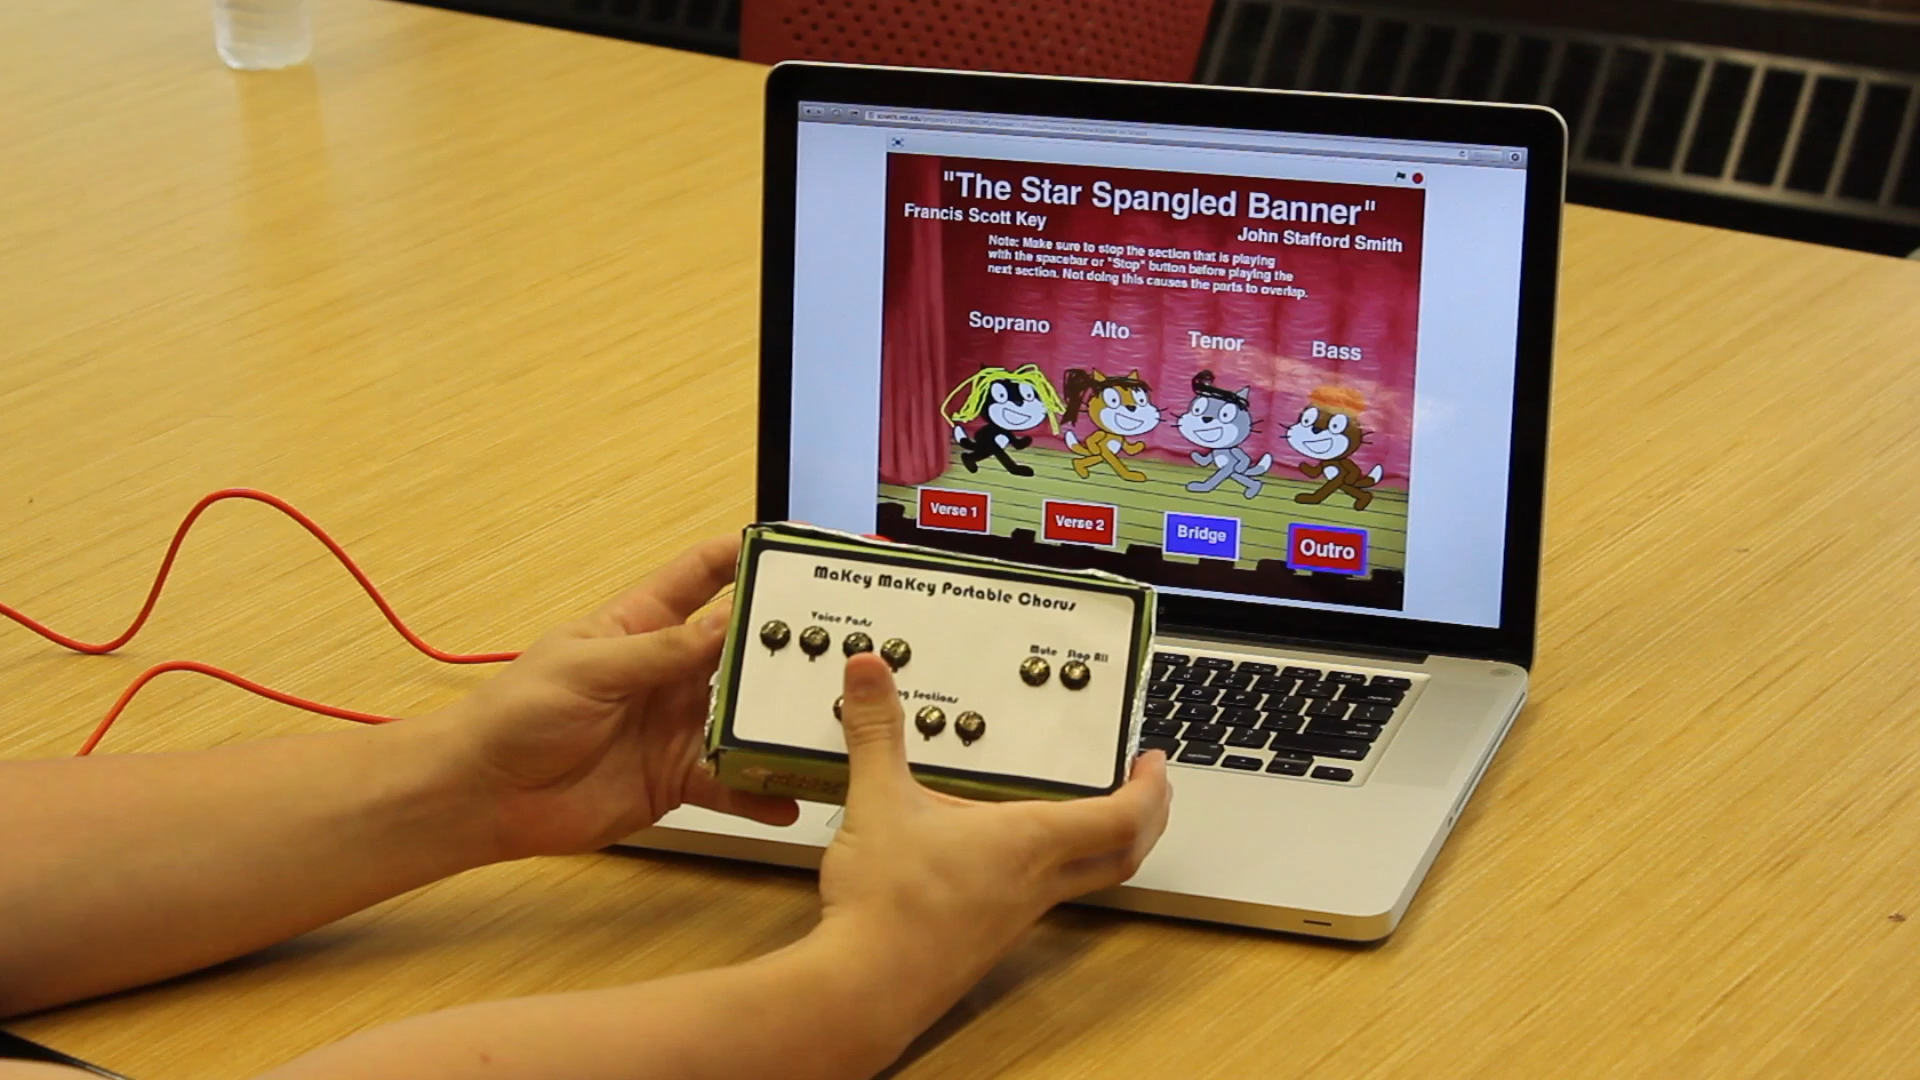 "The Star Spangled Banner"
Francis Scott Key
John Stafford Smith
Note: Make sure to stop the section that is playing
with the spacebar or "Stop" button before playing the
next section. Not doing this causes the parts to overlap.
Soprano Alto Tenor Bass
Verse 1 Verse 2 Bridge Outro
MaKey MaKey Portable Chorus
Voice Parts
Mute Stop All
Sections